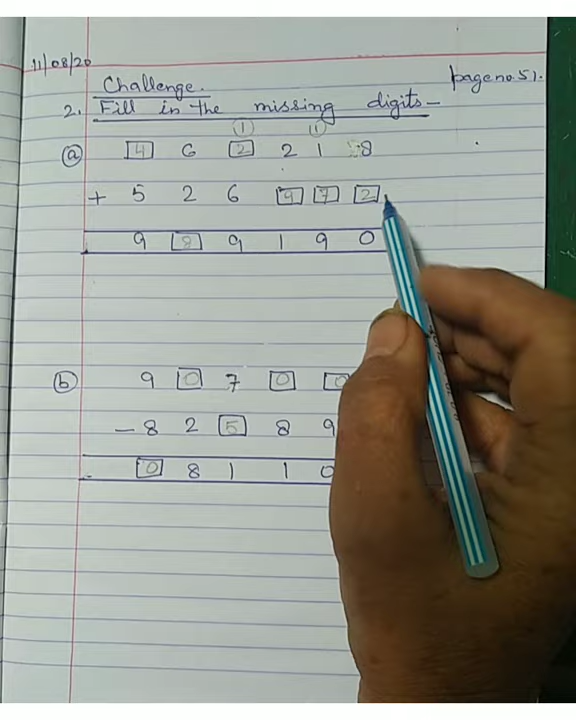 11/08/20
Challenge. page no. 51.
2. Fill in the missing digits-
(1) (1)
(a) 4 6 2 2 1 8
+ 5 2 6 9 7 2
9 8 9 1 9 0
(b) 9 0 7 0 0
- 8 2 5 8 9
0 8 1 1 0